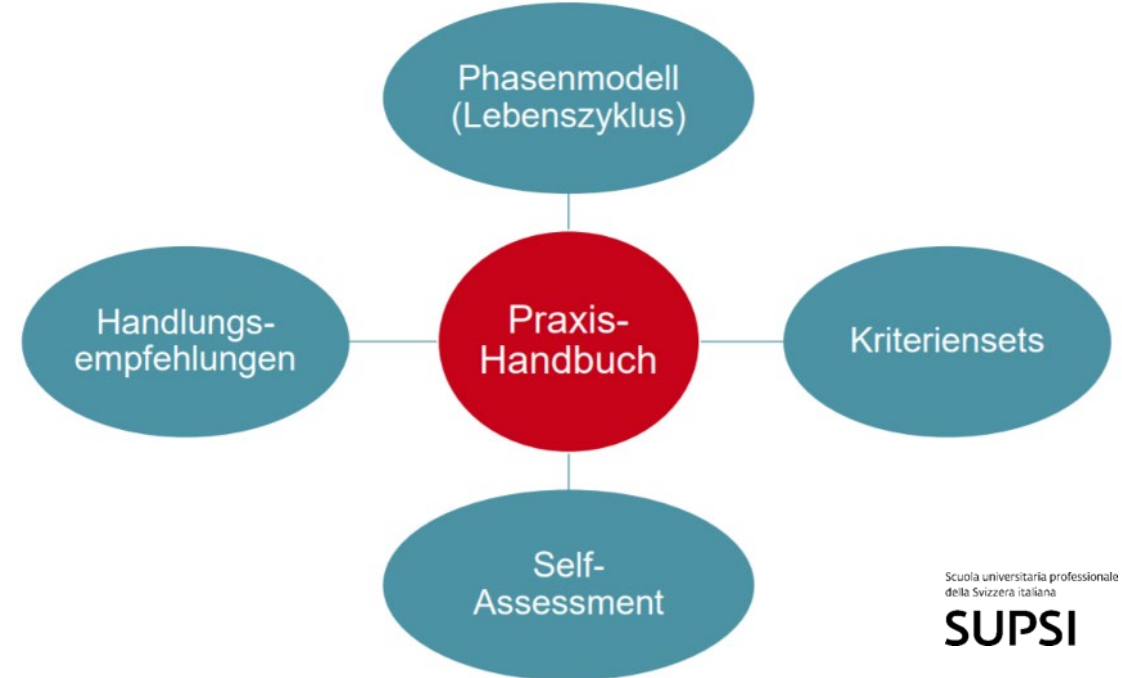 Phasenmodell
(Lebenszyklus)
Handlungs-
empfehlungen
Praxis-
Handbuch
Kriteriensets
Self-
Assessment
Scuola universitaria professionale
della Svizzera italiana
SUPSI